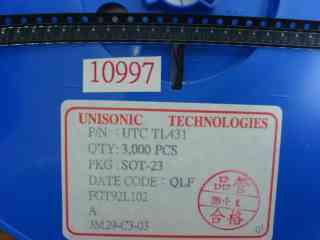 10997
UNISONIC TECHNOLOGIES
P/N : UTC TL431
QTY: 3,000 PCS
PKG : SOT-23
DATE CODE : QLF
FGT92L102
A
品管
合格